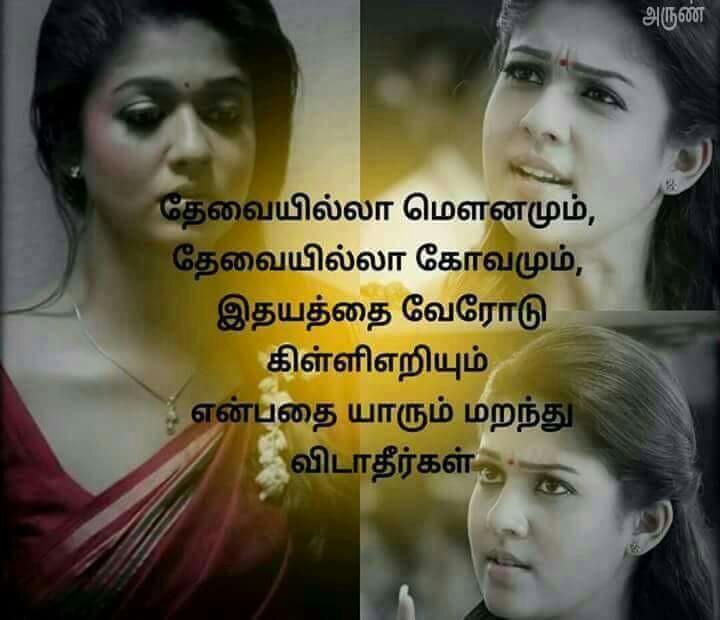 அருண்
தேவையில்லா மௌனமும்,
தேவையில்லா கோவமும்,
இதயத்தை வேரோடு
கிள்ளிஎறியும்
என்பதை யாரும் மறந்து
விடாதீர்கள்